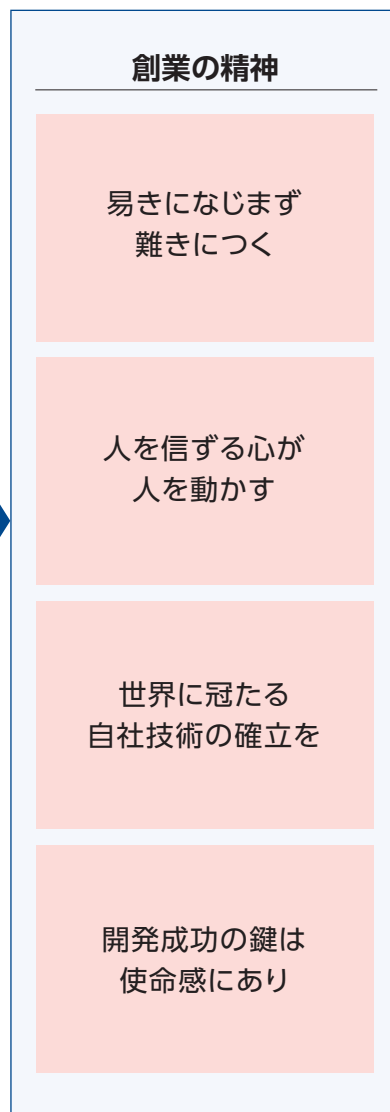 創業の精神
易きになじまず
難きにつく
人を信ずる心が
人を動かす
世界に冠たる
自社技術の確立を
開発成功の鍵は
使命感にあり